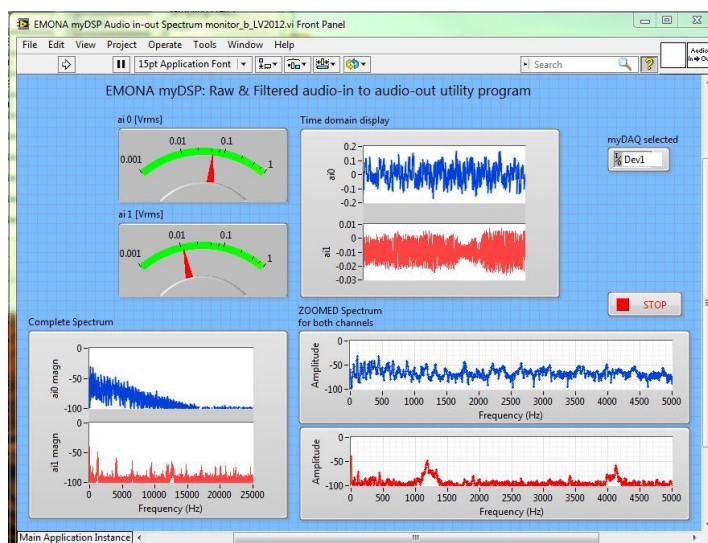 EMONA myDSP Audio in-out Spectrum monitor_b_LV2012.vi Front Panel
File Edit View Project Operate Tools Window Help
15pt Application Font
Search
Audio
EMONA myDSP: Raw & Filtered audio-in to audio-out utility program
ai 0 [Vrms]
0.001 0.01 0.1 1
ai 1 [Vrms]
0.001 0.01 0.1 1
Time domain display
ai0
0.2
0.1
0
-0.1
-0.2
ai1
0.01
0
-0.01
-0.02
-0.03
myDAQ selected
Dev1
STOP
Complete Spectrum
a0 magn
0
-50
-100
ai1 magn
0
-50
-100
0 5000 10000 15000 20000 25000
Frequency (Hz)
ZOOMED Spectrum
for both channels
Amplitude
0
-50
-100
0 500 1000 1500 2000 2500 3000 3500 4000 4500 5000
Frequency (Hz)
Amplitude
0
-50
-100
0 500 1000 1500 2000 2500 3000 3500 4000 4500 5000
Frequency (Hz)
Main Application Instance